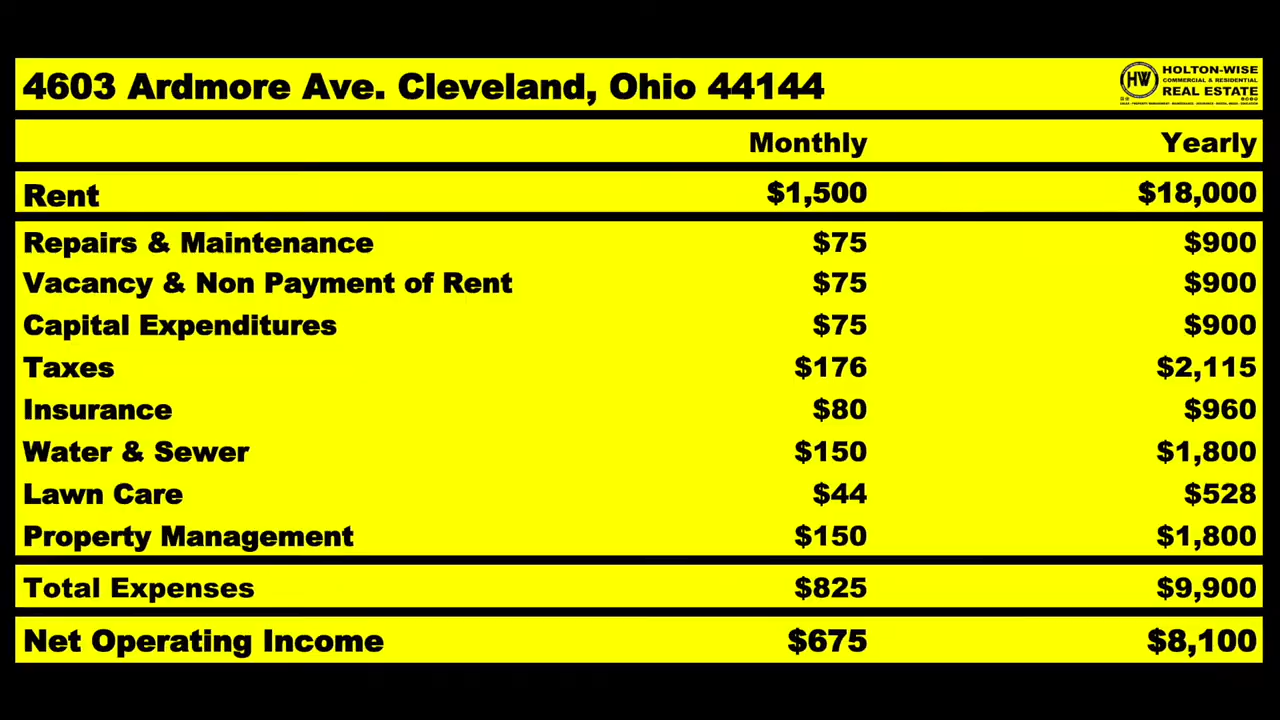 4603 Ardmore Ave. Cleveland, Ohio 44144
HOLTON-WISE
COMMERCIAL & RESIDENTIAL
REAL ESTATE
HW
Monthly Yearly
Rent $1,500 $18,000
Repairs & Maintenance $75 $900
Vacancy & Non Payment of Rent $75 $900
Capital Expenditures $75 $900
Taxes $176 $2,115
Insurance $80 $960
Water & Sewer $150 $1,800
Lawn Care $44 $528
Property Management $150 $1,800
Total Expenses $825 $9,900
Net Operating Income $675 $8,100